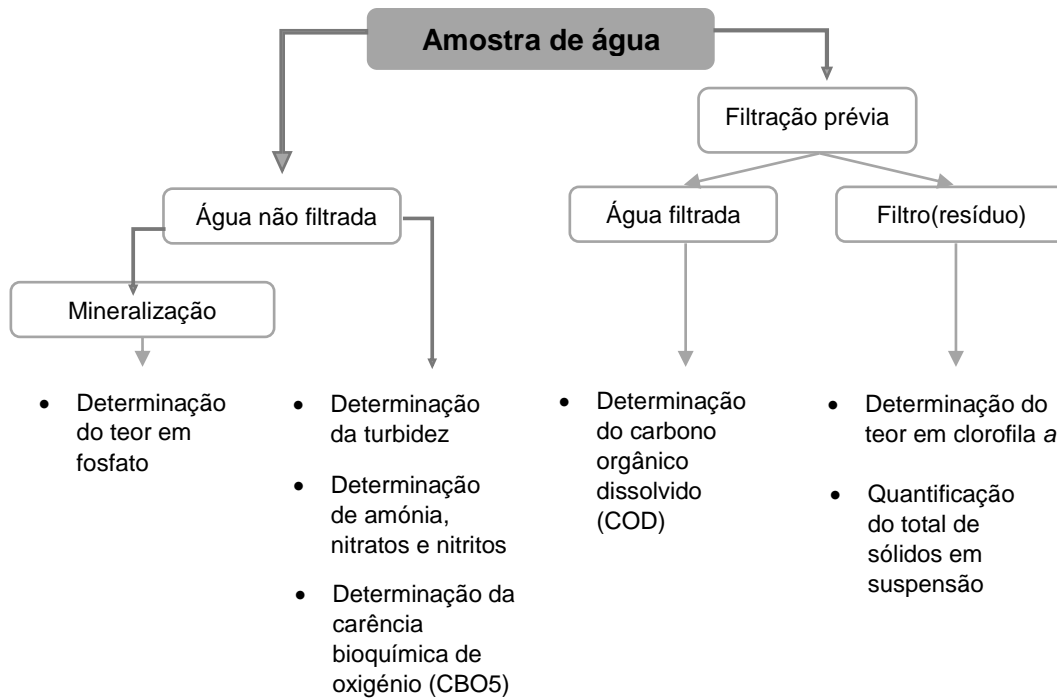 Amostra de água
Filtração prévia
Água não filtrada
Água filtrada
Filtro(resíduo)
Mineralização
• Determinação
do teor em
fosfato
• Determinação
da turbidez
• Determinação
de amónia,
nitratos e nitritos
• Determinação da
carência
bioquímica de
oxigénio (CBO5)
• Determinação
do carbono
orgânico
dissolvido
(COD)
• Determinação do
teor em clorofila a
• Quantificação
do total de
sólidos em
suspensão